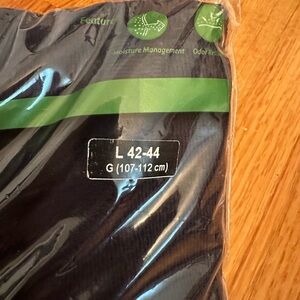 Feature
Moisture Management
Odor
L 42-44
G (107-112 cm)